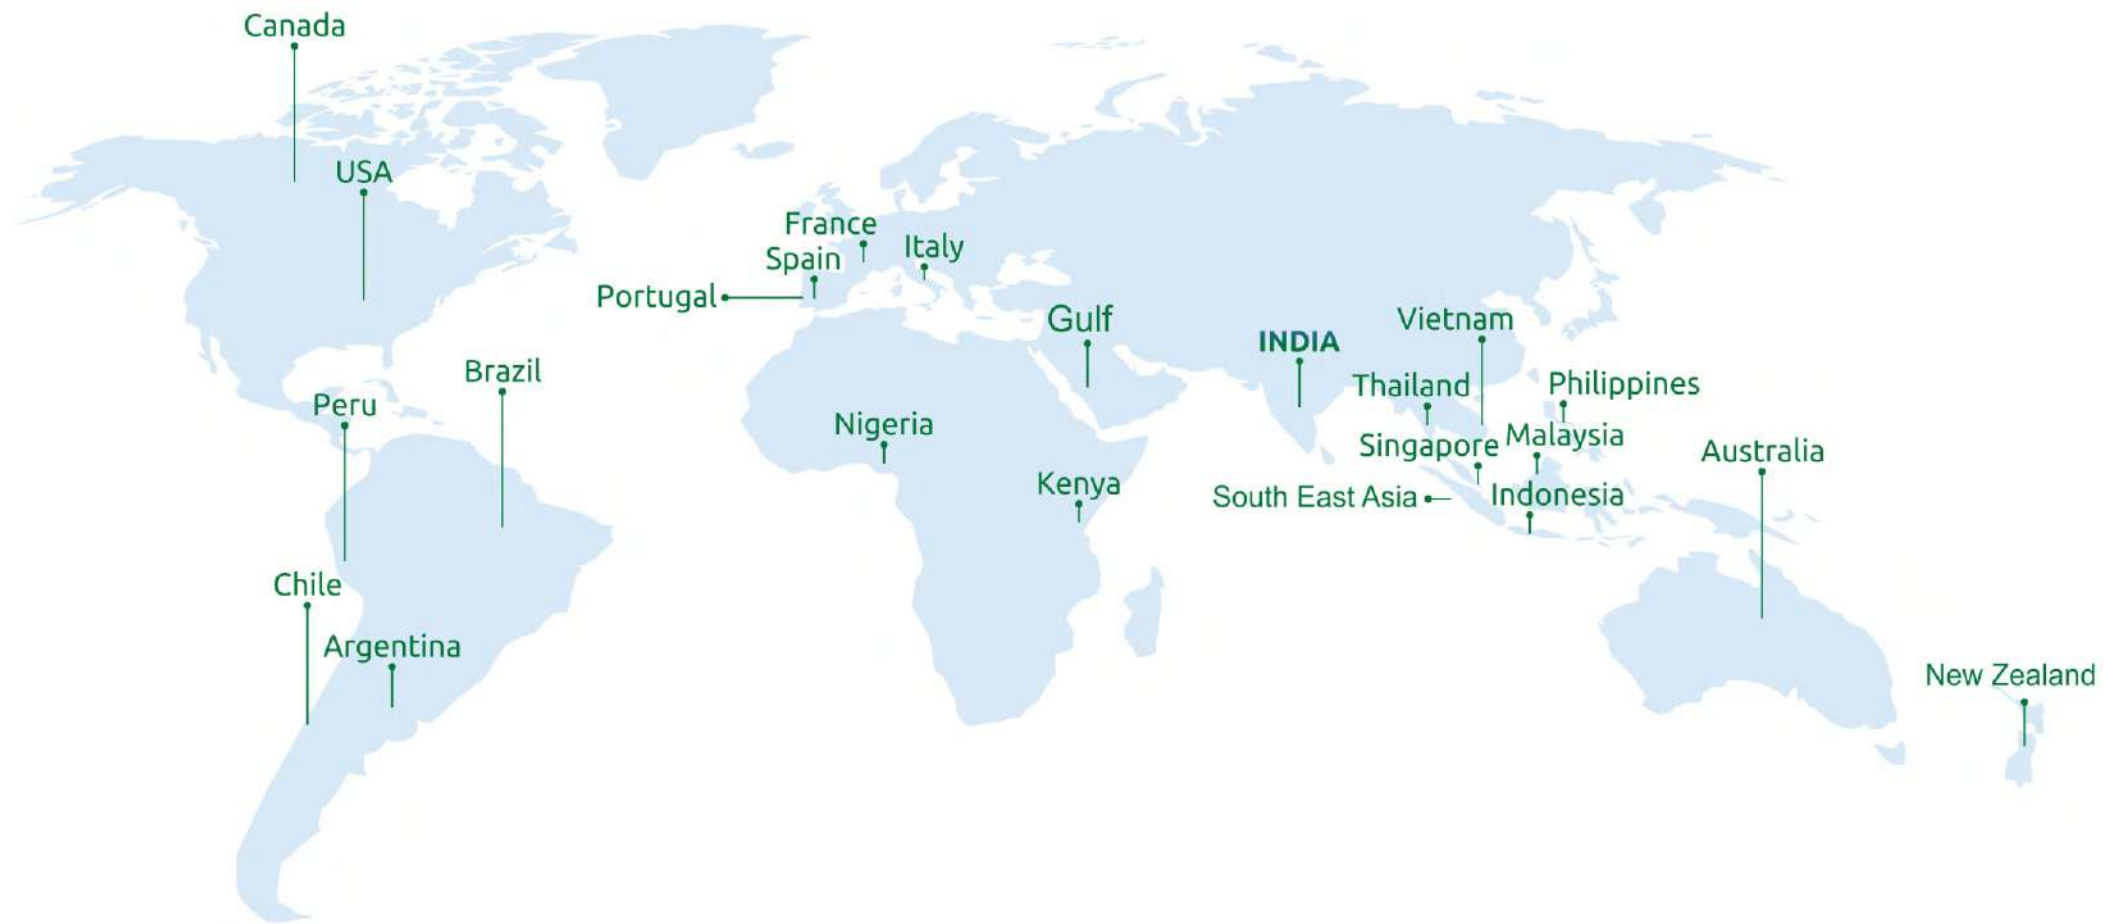 Canada
USA
France
Italy
Spain
Portugal
Gulf
Vietnam
INDIA
Brazil
Thailand
Philippines
Peru
Nigeria
Singapore
Malaysia
Australia
Kenya
South East Asia
Indonesia
Chile
Argentina
New Zealand